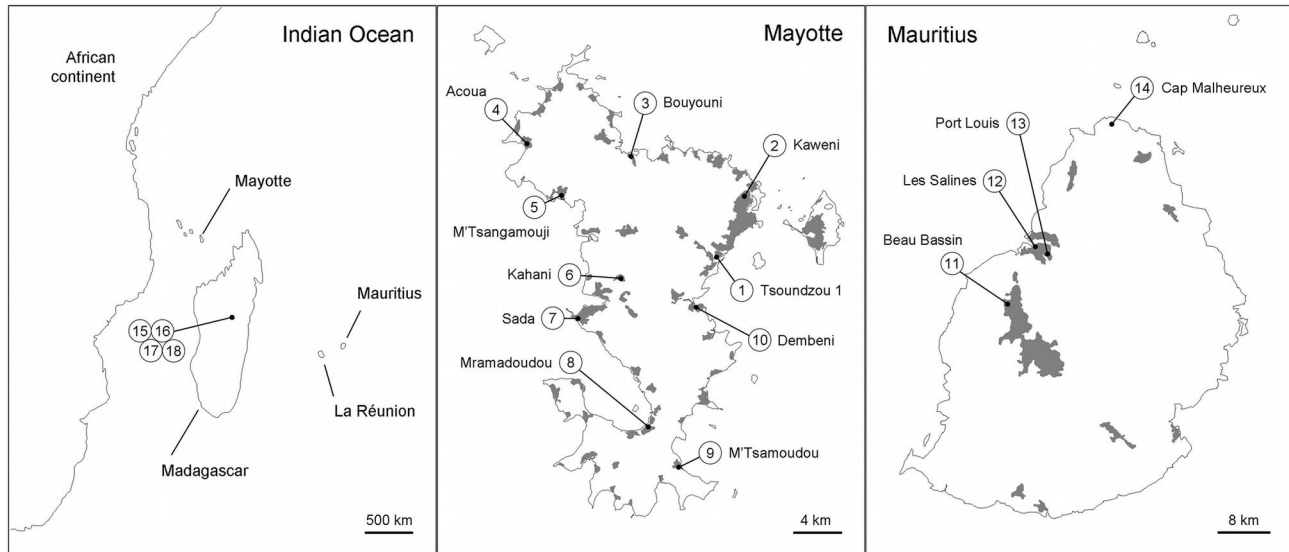 Indian Ocean
African
continent
Mayotte
Mauritius
15 16
17 18
La Réunion
Madagascar
500 km
Mayotte
Acoua
4
3 Bouyouni
2 Kaweni
5
M'Tsangamouji
Kahani 6
1 Tsoundzou 1
Sada 7
10 Dembeni
Mramadoudou
8
9 M'Tsamoudou
4 km
Mauritius
14 Cap Malheureux
Port Louis 13
Les Salines
12
Beau Bassin
11
8 km